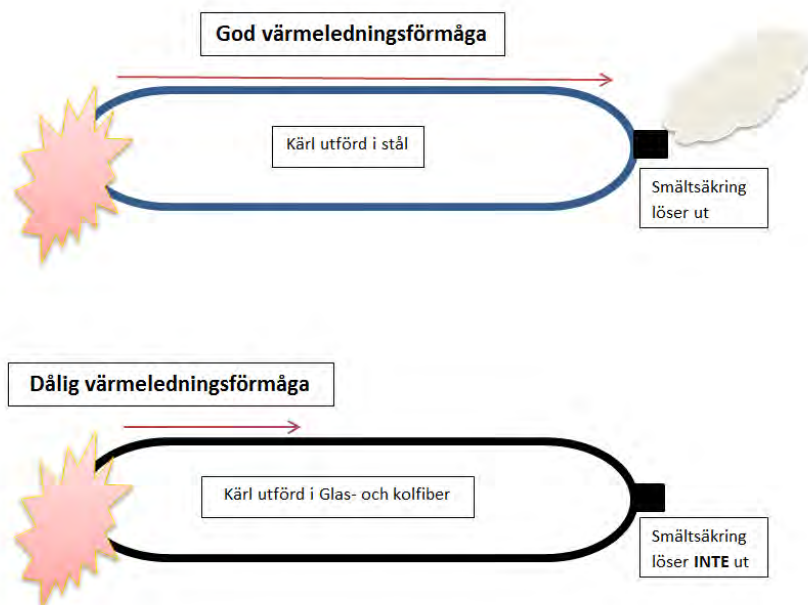 God värmeledningsförmåga
Kärl utförd i stål
Smältsäkring
löser ut
Dålig värmeledningsförmåga
Kärl utförd i Glas- och kolfiber
Smältsäkring
löser INTE ut